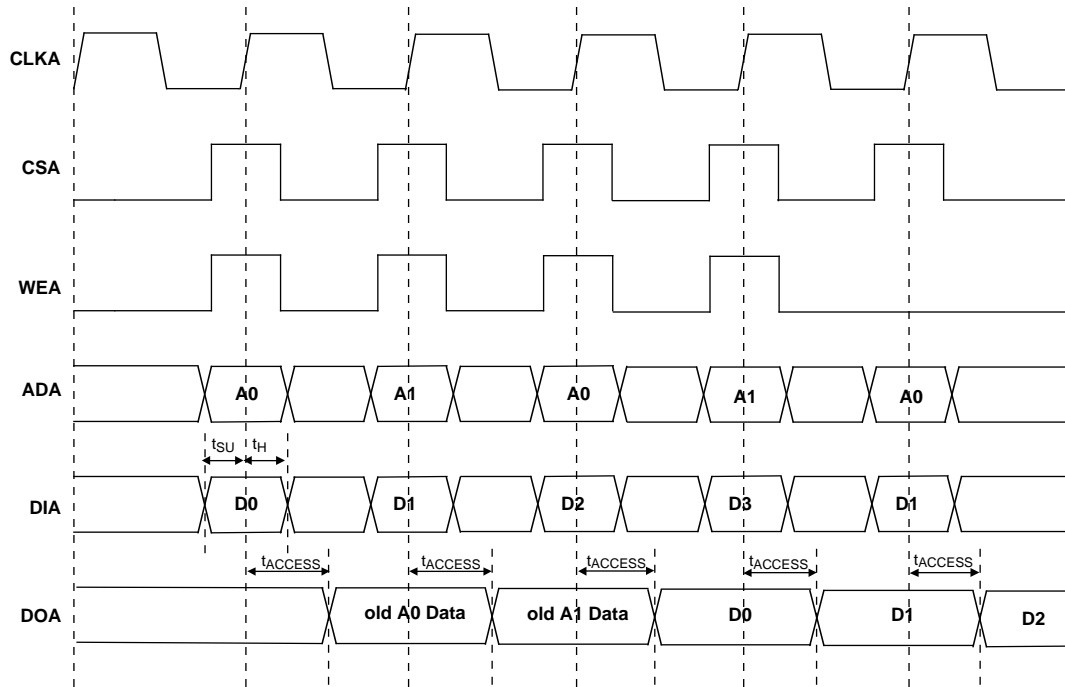 CLKA
CSA
WEA
ADA A0 A1 A0 A1 A0
tSU tH
DIA D0 D1 D2 D3 D1
tACCESS tACCESS tACCESS tACCESS tACCESS
DOA old A0 Data old A1 Data D0 D1 D2